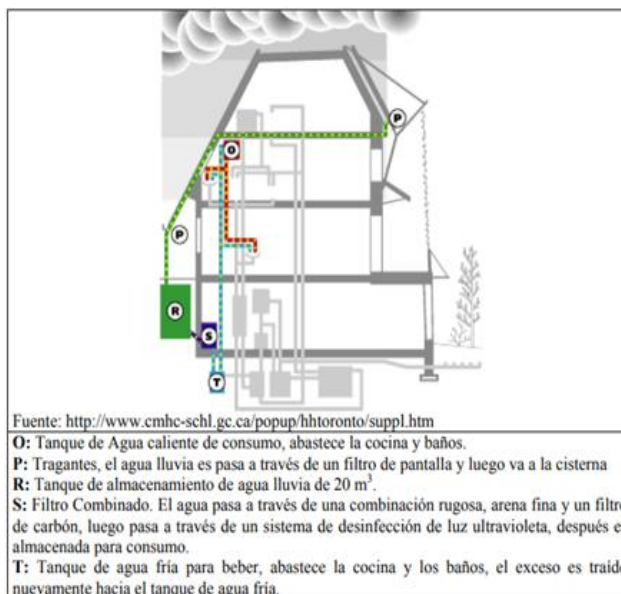 P
O
P
R
S
T
Fuente: http://www.cmhc-schl.gc.ca/popup/hhtoronto/suppl.htm
O: Tanque de Agua caliente de consumo, abastece la cocina y baños.
P: Tragantes, el agua lluvia es pasa a través de un filtro de pantalla y luego va a la cisterna
R: Tanque de almacenamiento de agua lluvia de 20 m³.
S: Filtro Combinado. El agua pasa a través de una combinación rugosa, arena fina y un filtro
de carbón, luego pasa a través de un sistema de desinfección de luz ultravioleta, después e
almacenada para consumo.
T: Tanque de agua fría para beber, abastece la cocina y los baños, el exceso es traído
nuevamente hacia el tanque de agua fría.